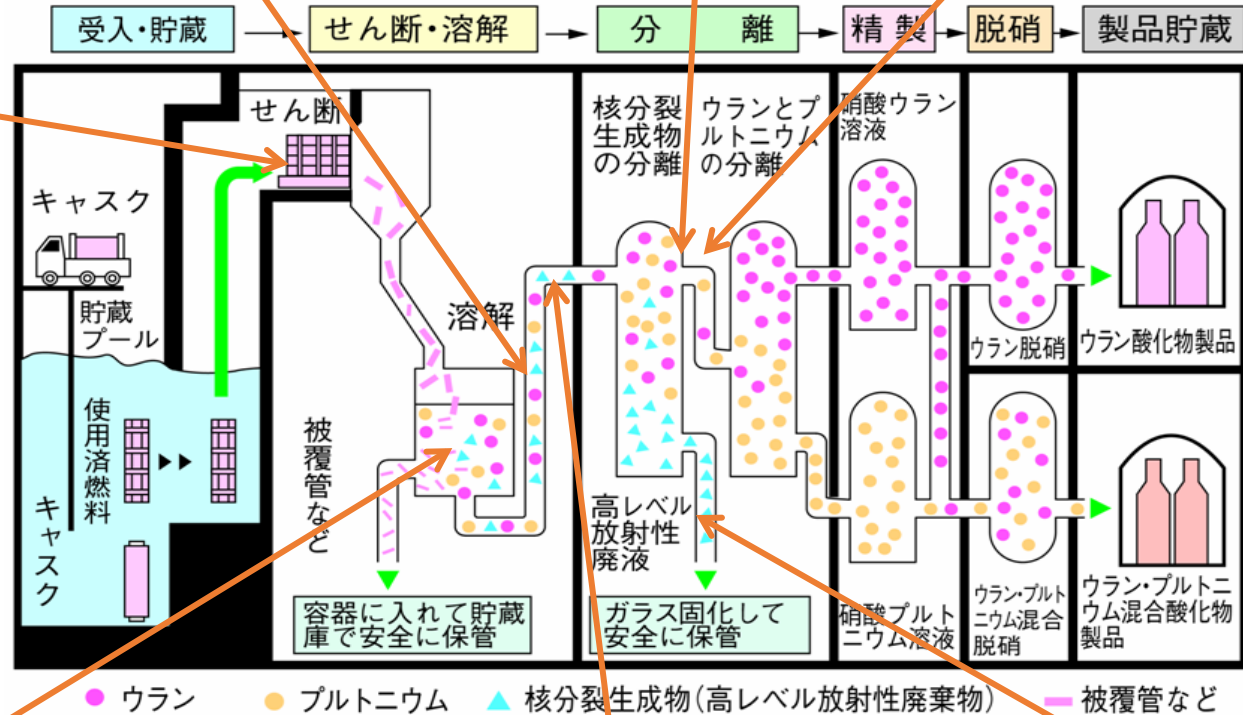 受入・貯蔵
せん断・溶解
分 離
精 製
脱硝
製品貯蔵
せん断
キャスク
貯蔵
プール
使用済燃料
キャスク
溶解
被覆管など
容器に入れて貯蔵
庫で安全に保管
核分裂
生成物
の分離
ウランとプ
ルトニウム
の分離
高レベル
放射性
廃液
ガラス固化して
安全に保管
硝酸ウラン
溶液
硝酸プルト
ニウム溶液
ウラン脱硝
ウラン・プルト
ニウム混合
脱硝
ウラン酸化物製品
ウラン・プルトニ
ウム混合酸化物
製品
ウラン
プルトニウム
核分裂生成物(高レベル放射性廃棄物)
被覆管など